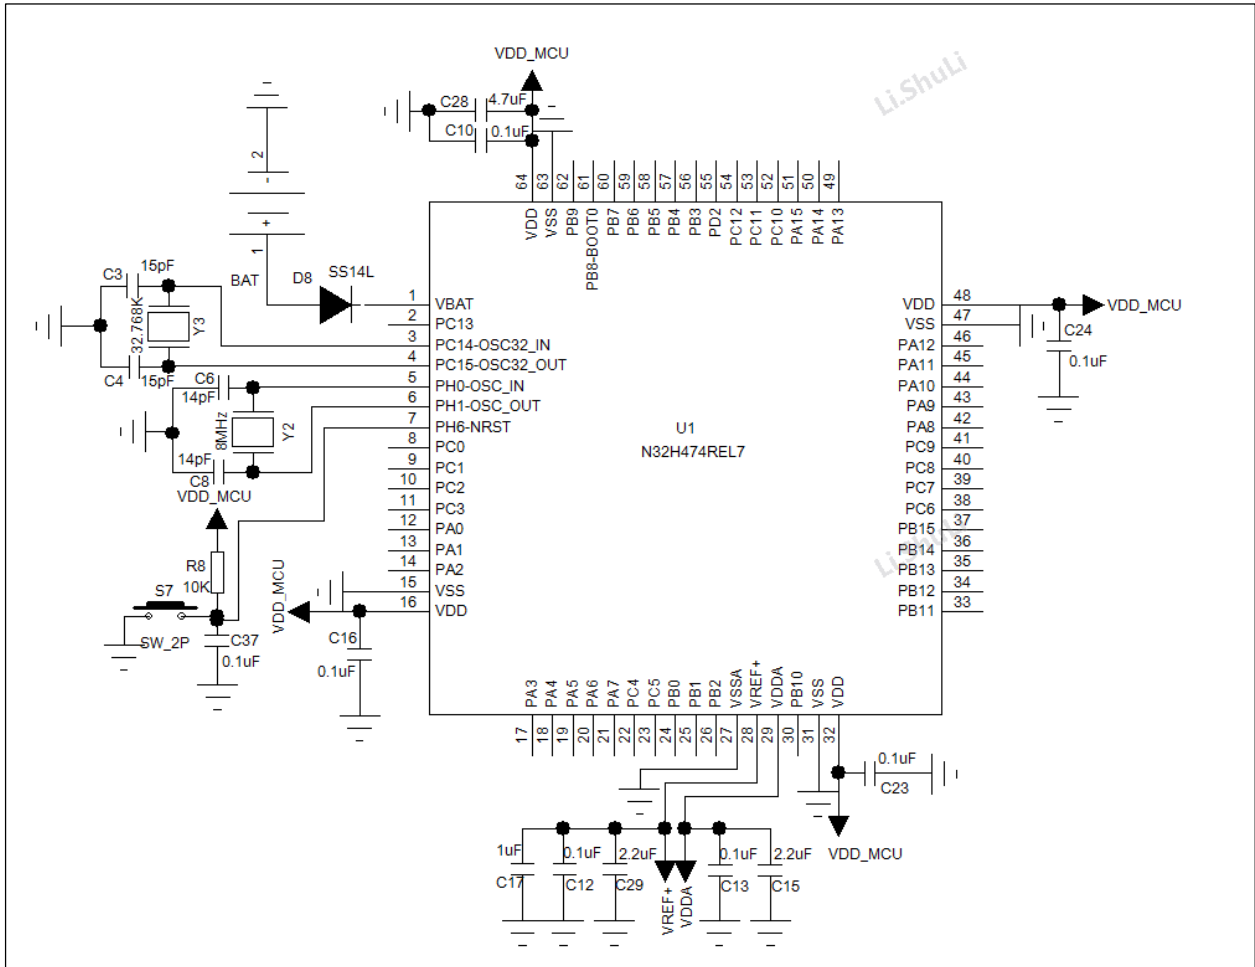 VDD_MCU
Li.ShuLi
C28
4.7uF
C10
0.1uF
2
-
+
1
BAT
D8
SS14L
64
63
62
61
60
59
58
57
56
55
54
53
52
51
50
49
VDD
VSS
PB9
PB8-BOOT0
PB7
PB6
PB5
PB4
PB3
PD2
PC12
PC11
PC10
PA15
PA14
PA13
C3
15pF
32.768K
Y3
C4
15pF
C6
14pF
8MHz
Y2
14pF
C8
VDD_MCU
R8
10K
S7
SW_2P
C37
0.1uF
VDD_MCU
C16
0.1uF
1 VBAT
2 PC13
3 PC14-OSC32_IN
4 PC15-OSC32_OUT
5 PH0-OSC_IN
6 PH1-OSC_OUT
7 PH6-NRST
8 PC0
9 PC1
10 PC2
11 PC3
12 PA0
13 PA1
14 PA2
15 VSS
16 VDD
U1
N32H474REL7
VDD 48
VSS 47
PA12 46
PA11 45
PA10 44
PA9 43
PA8 42
PC9 41
PC8 40
PC7 39
PC6 38
PB15 37
PB14 36
PB13 35
PB12 34
PB11 33
Li.ShuLi
VDD_MCU
C24
0.1uF
PA3
PA4
PA5
PA6
PA7
PC4
PC5
PB0
PB1
PB2
VSSA
VREF+
VDDA
PB10
VSS
VDD
17
18
19
20
21
22
23
24
25
26
27
28
29
30
31
32
0.1uF
C23
VDD_MCU
1uF
C17
0.1uF
C12
2.2uF
C29
VREF+
VDDA
0.1uF
C13
2.2uF
C15